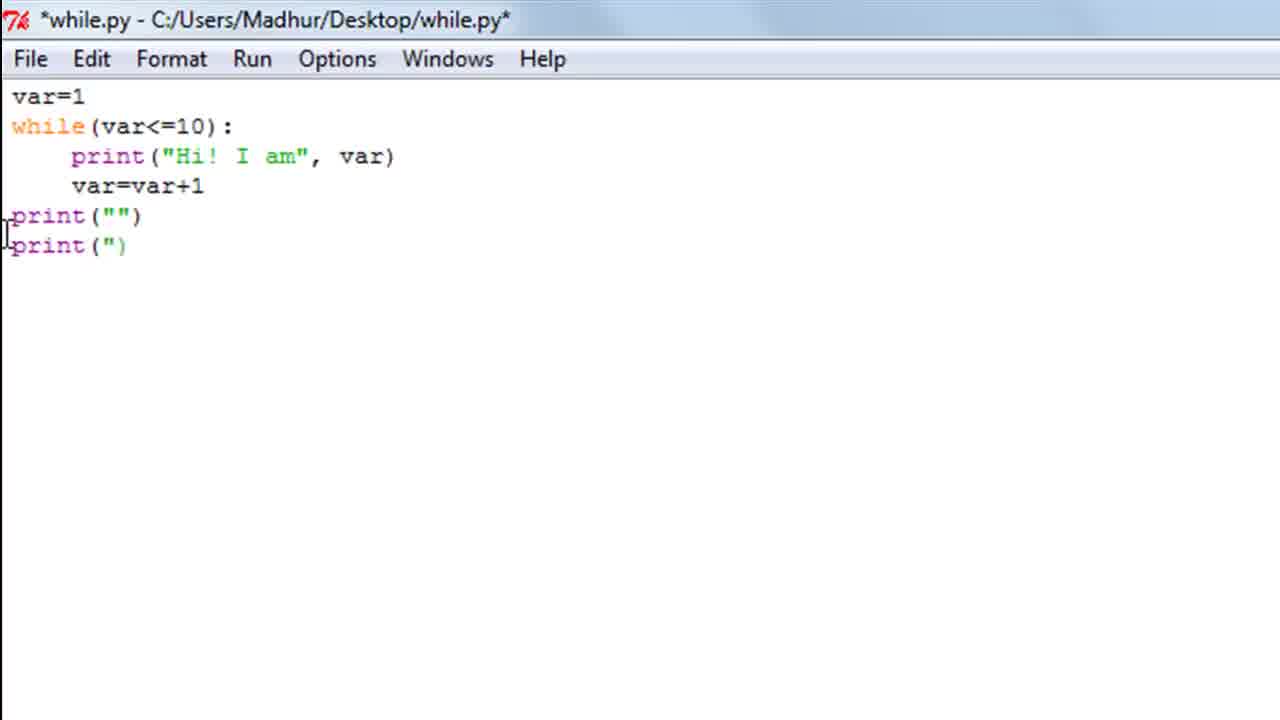 *while.py - C:/Users/Madhur/Desktop/while.py*
File Edit Format Run Options Windows Help
var=1
while(var<=10):
    print("Hi! I am", var)
    var=var+1
print("")
print(")